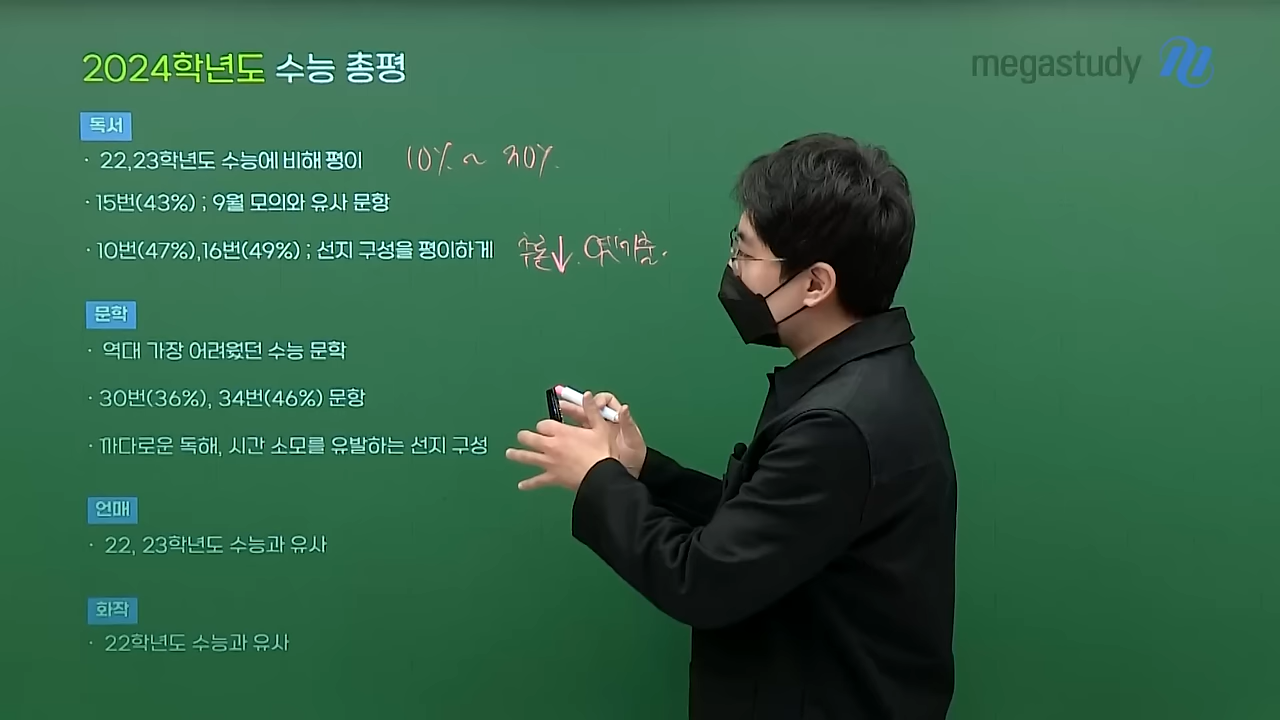 2024학년도 수능 총평
megastudy
독서
· 22,23학년도 수능에 비해 평이 10% ~ 30%.
· 15번(43%) ; 9월 모의와 유사 문항
· 10번(47%),16번(49%) ; 선지 구성을 평이하게 추론↓.
문학
· 역대 가장 어려웠던 수능 문학
· 30번(36%), 34번(46%) 문항
· 까다로운 독해, 시간 소모를 유발하는 선지 구성
언매
· 22, 23학년도 수능과 유사
화작
· 22학년도 수능과 유사